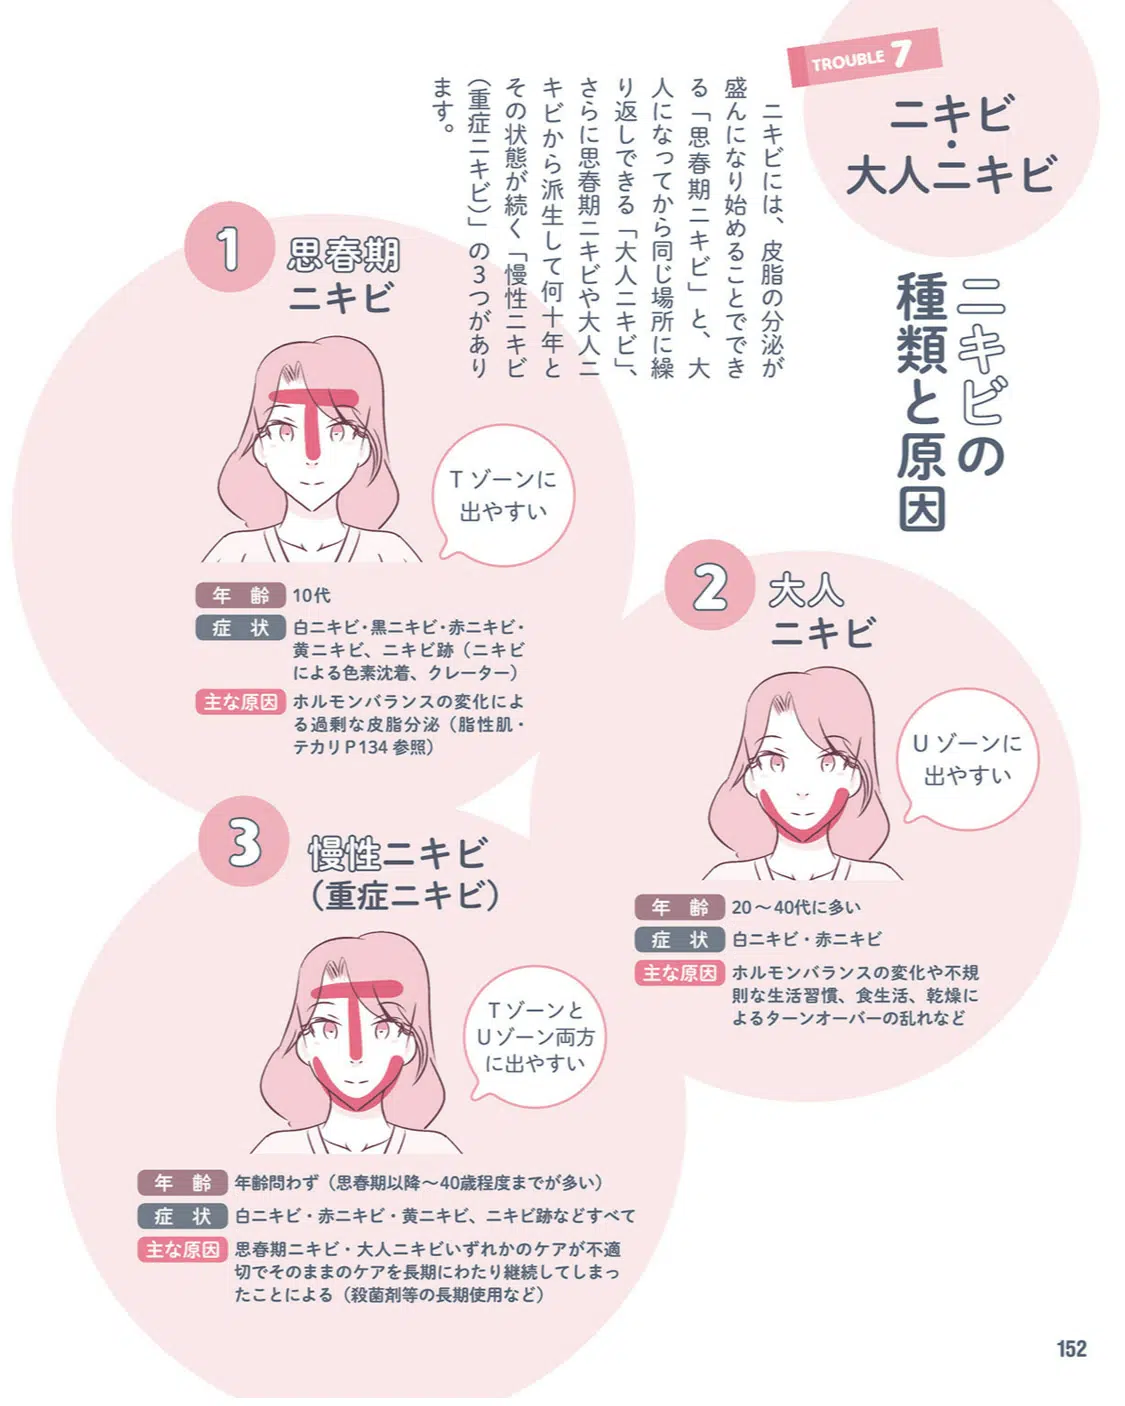 TROUBLE 7
ニキビ・
大人ニキビ
ニキビの
種類と原因
ニキビには、皮脂の分泌が
盛んになり始めることででき
る「思春期ニキビ」と、大
人になってから同じ場所に繰
り返しできる「大人ニキビ」、
さらに思春期ニキビや大人ニ
キビから派生して何十年と
その状態が続く「慢性ニキビ
（重症ニキビ）」の3つがあり
ます。
1
思春期
ニキビ
Tゾーンに
出やすい
年齢 10代
症状 白ニキビ・黒ニキビ・赤ニキビ・
黄ニキビ、ニキビ跡（ニキビ
による色素沈着、クレーター）
主な原因 ホルモンバランスの変化によ
る過剰な皮脂分泌（脂性肌・
テカリP134参照）
2
大人
ニキビ
Uゾーンに
出やすい
年齢 20～40代に多い
症状 白ニキビ・赤ニキビ
主な原因 ホルモンバランスの変化や不規
則な生活習慣、食生活、乾燥に
よるターンオーバーの乱れなど
3
慢性ニキビ
（重症ニキビ）
Tゾーンと
Uゾーン両方
に出やすい
年齢 年齢問わず（思春期以降～40歳程度までが多い）
症状 白ニキビ・赤ニキビ・黄ニキビ、ニキビ跡などすべて
主な原因 思春期ニキビ・大人ニキビいずれかのケアが不適
切でそのままのケアを長期にわたり継続してしまっ
たことによる（殺菌剤等の長期使用など）
152